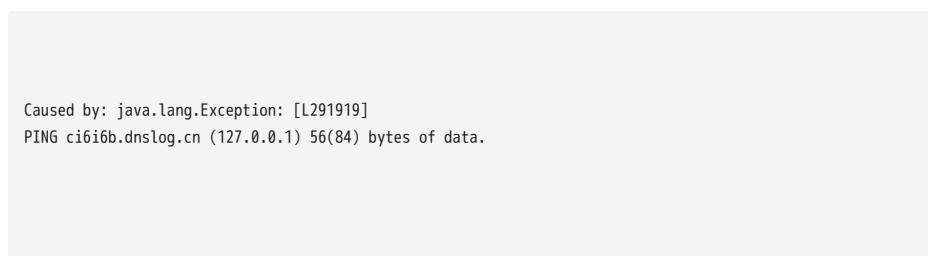 Caused by: java.lang.Exception: [L291919]
PING ci6i6b.dnslog.cn (127.0.0.1) 56(84) bytes of data.